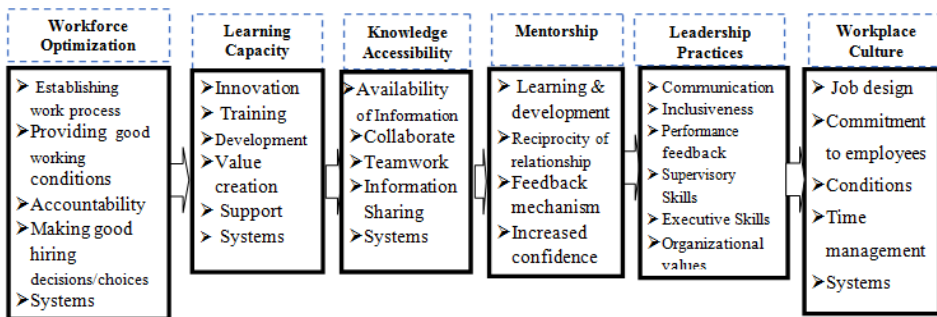 Workforce
Optimization
➤ Establishing
work process
➤Providing good
working
conditions
➤Accountability
➤Making good
hiring
decisions/choices
➤Systems
Learning
Capacity
➤Innovation
➤ Training
➤Development
➤Value
creation
➤ Support
➤ Systems
Knowledge
Accessibility
➤Availability
of Information
➤Collaborate
➤Teamwork
➤Information
Sharing
➤Systems
Mentorship
➤ Learning &
development
➤Reciprocity of
relationship
➤Feedback
mechanism
➤Increased
confidence
Leadership
Practices
➤Communication
➤Inclusiveness
➤Performance
feedback
➤Supervisory
Skills
➤Executive Skills
➤Organizational
values
Workplace
Culture
➤ Job design
➤Commitment
to employees
➤Conditions
➤Time
management
➤Systems